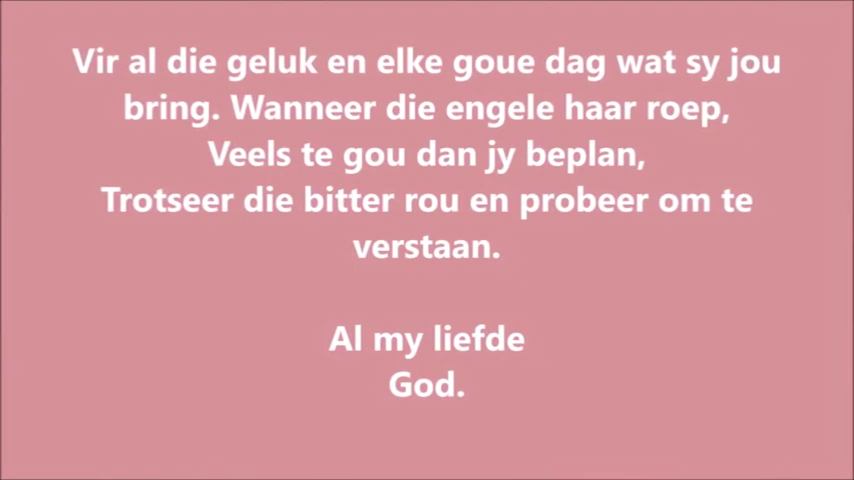 Vir al die geluk en elke goue dag wat sy jou
bring. Wanneer die engele haar roep,
Veels te gou dan jy beplan,
Trotseer die bitter rou en probeer om te
verstaan.
Al my liefde
God.